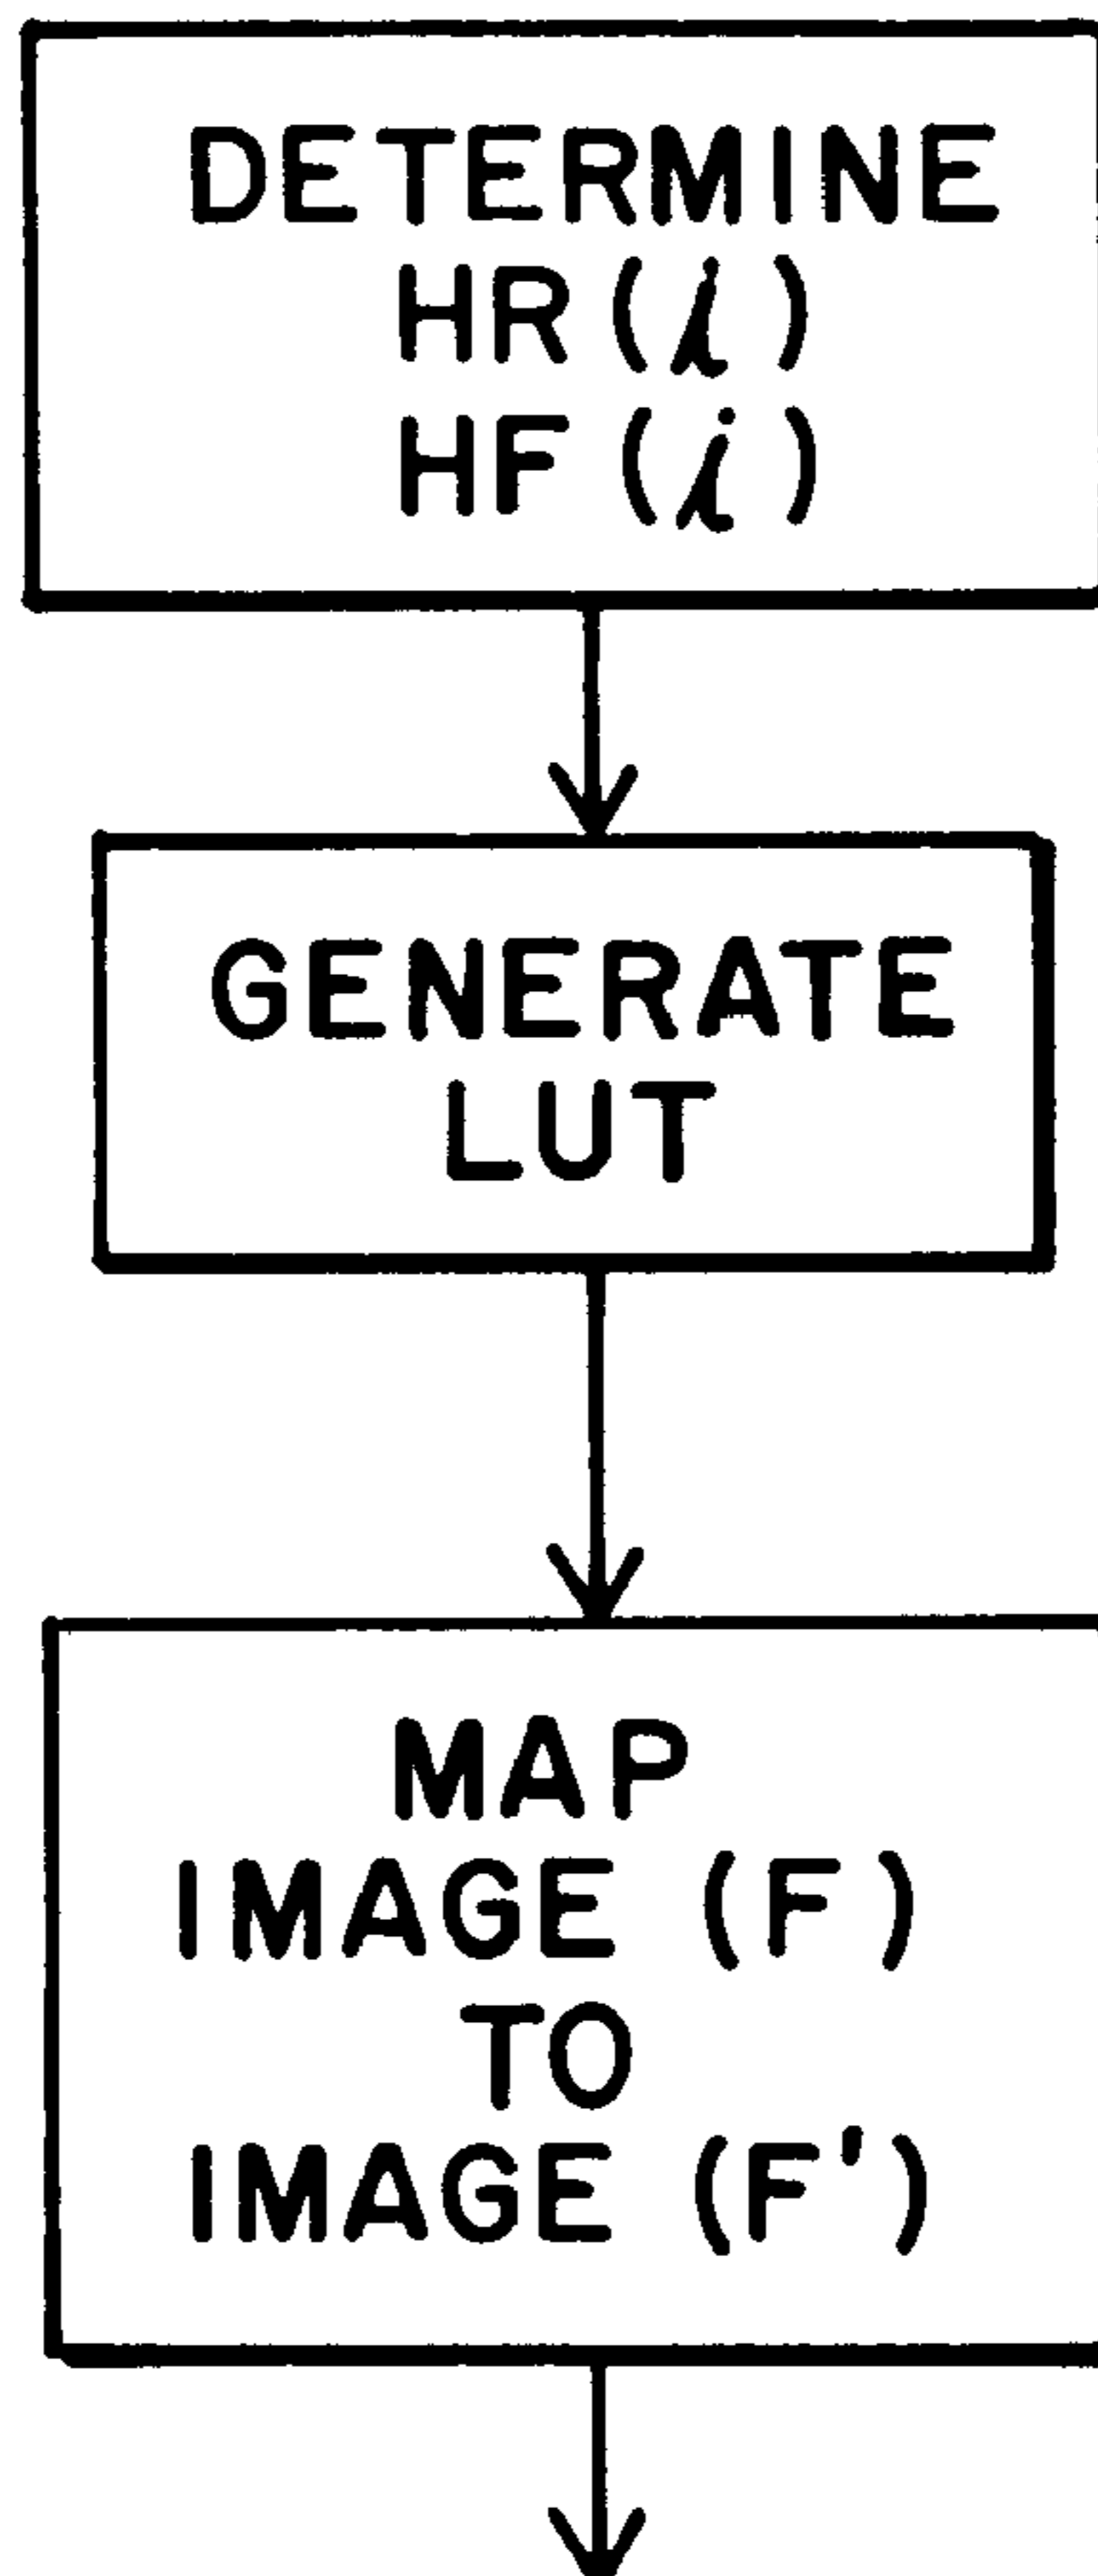 DETERMINE
HR (i)
HF (i)
GENERATE
LUT
MAP
IMAGE (F)
TO
IMAGE (F')